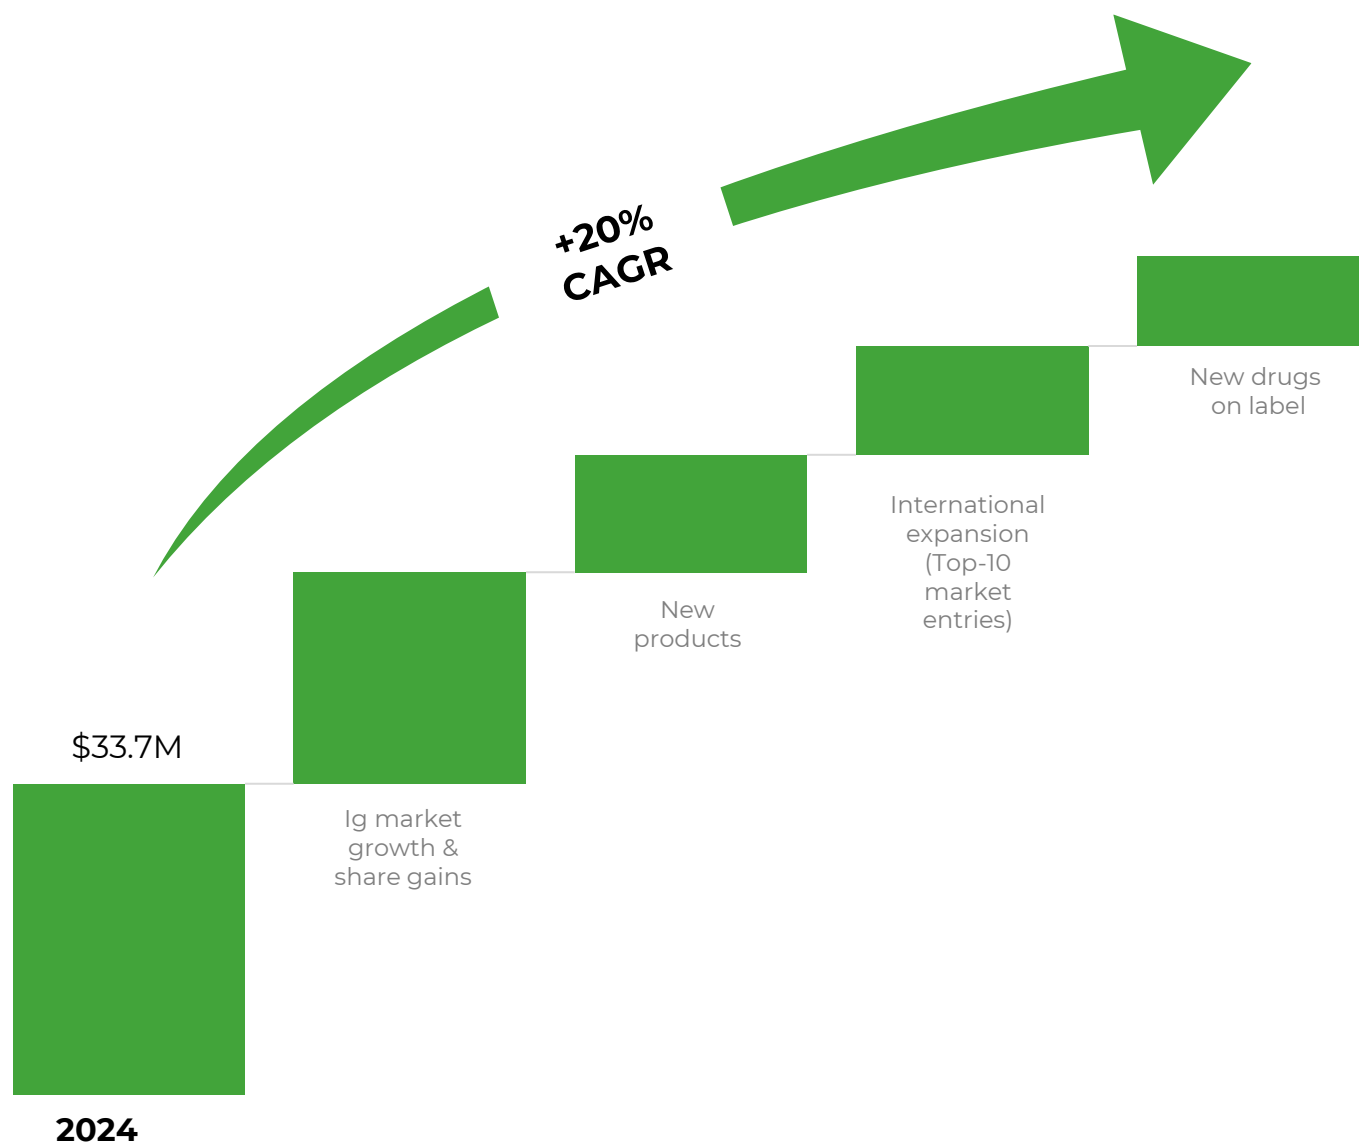 +20%
CAGR
New drugs
on label
International
expansion
(Top-10
market
entries)
New
products
$33.7M
Ig market
growth &
share gains
2024